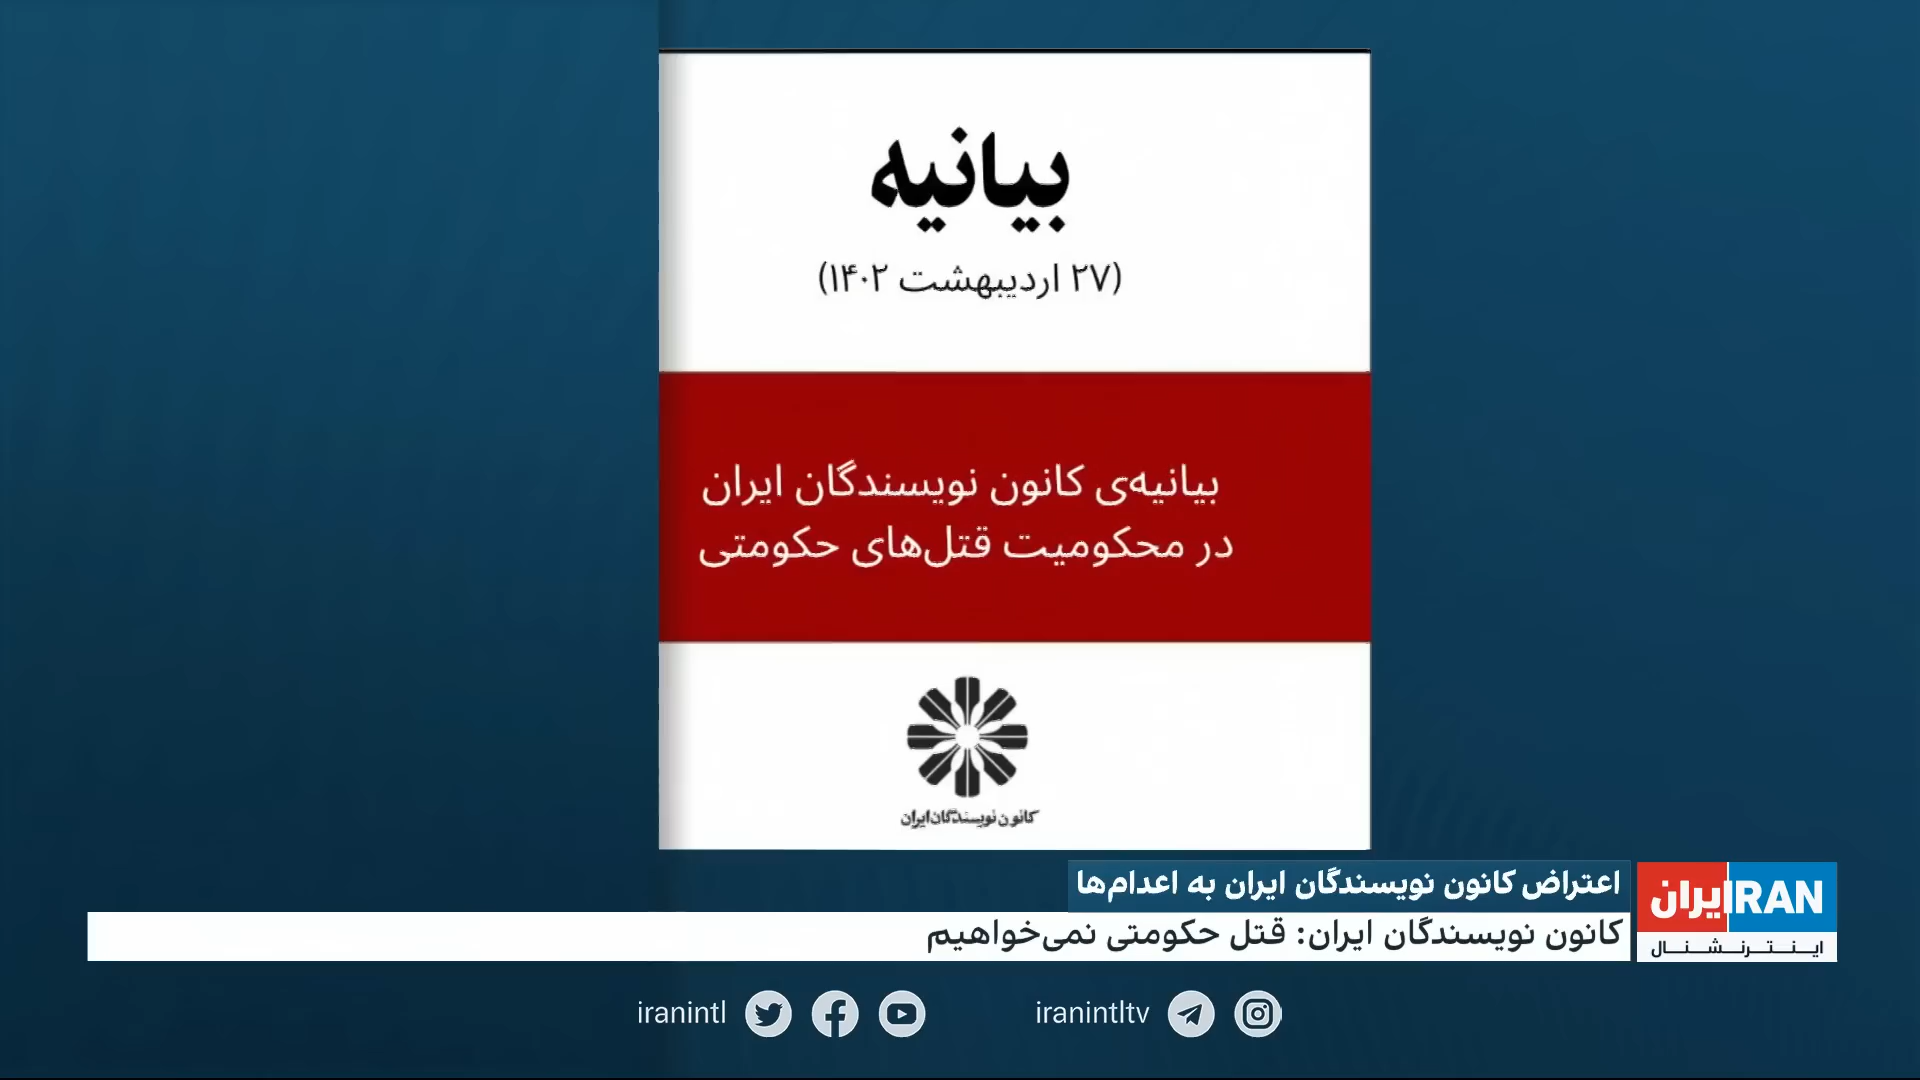 بیانیه
(۲۷ اردیبهشت ۱۴۰۲)
بیانیه‌ی کانون نویسندگان ایران
در محکومیت قتل‌های حکومتی
کانون نویسندگان ایران
اعتراض کانون نویسندگان ایران به اعدام‌ها
کانون نویسندگان ایران: قتل حکومتی نمی‌خواهیم
ایران IRAN
اینترنشنال
iranintl
iranintltv